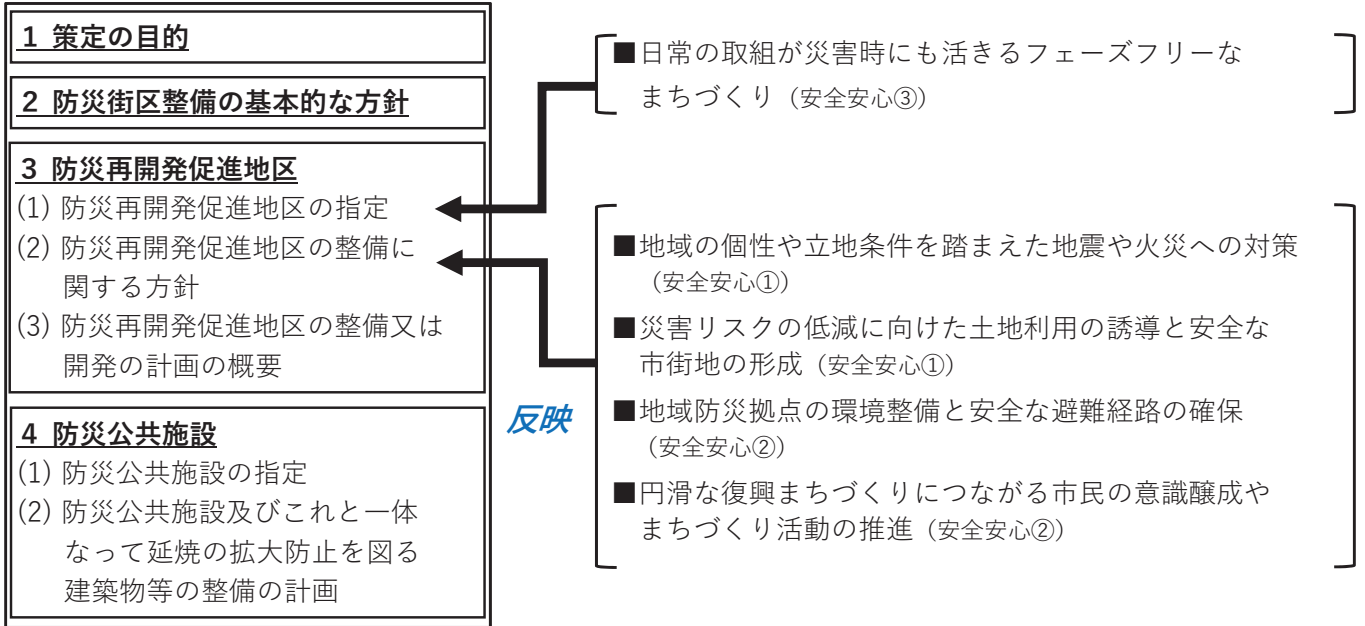 1 策定の目的
2 防災街区整備の基本的な方針
3 防災再開発促進地区
(1) 防災再開発促進地区の指定
(2) 防災再開発促進地区の整備に
関する方針
(3) 防災再開発促進地区の整備又は
開発の計画の概要
4 防災公共施設
(1) 防災公共施設の指定
(2) 防災公共施設及びこれと一体
なって延焼の拡大防止を図る
建築物等の整備の計画
反映
■日常の取組が災害時にも活きるフェーズフリーな
まちづくり（安全安心③）
■地域の個性や立地条件を踏まえた地震や火災への対策
（安全安心①）
■災害リスクの低減に向けた土地利用の誘導と安全な
市街地の形成（安全安心①）
■地域防災拠点の環境整備と安全な避難経路の確保
（安全安心②）
■円滑な復興まちづくりにつながる市民の意識醸成や
まちづくり活動の推進（安全安心②）